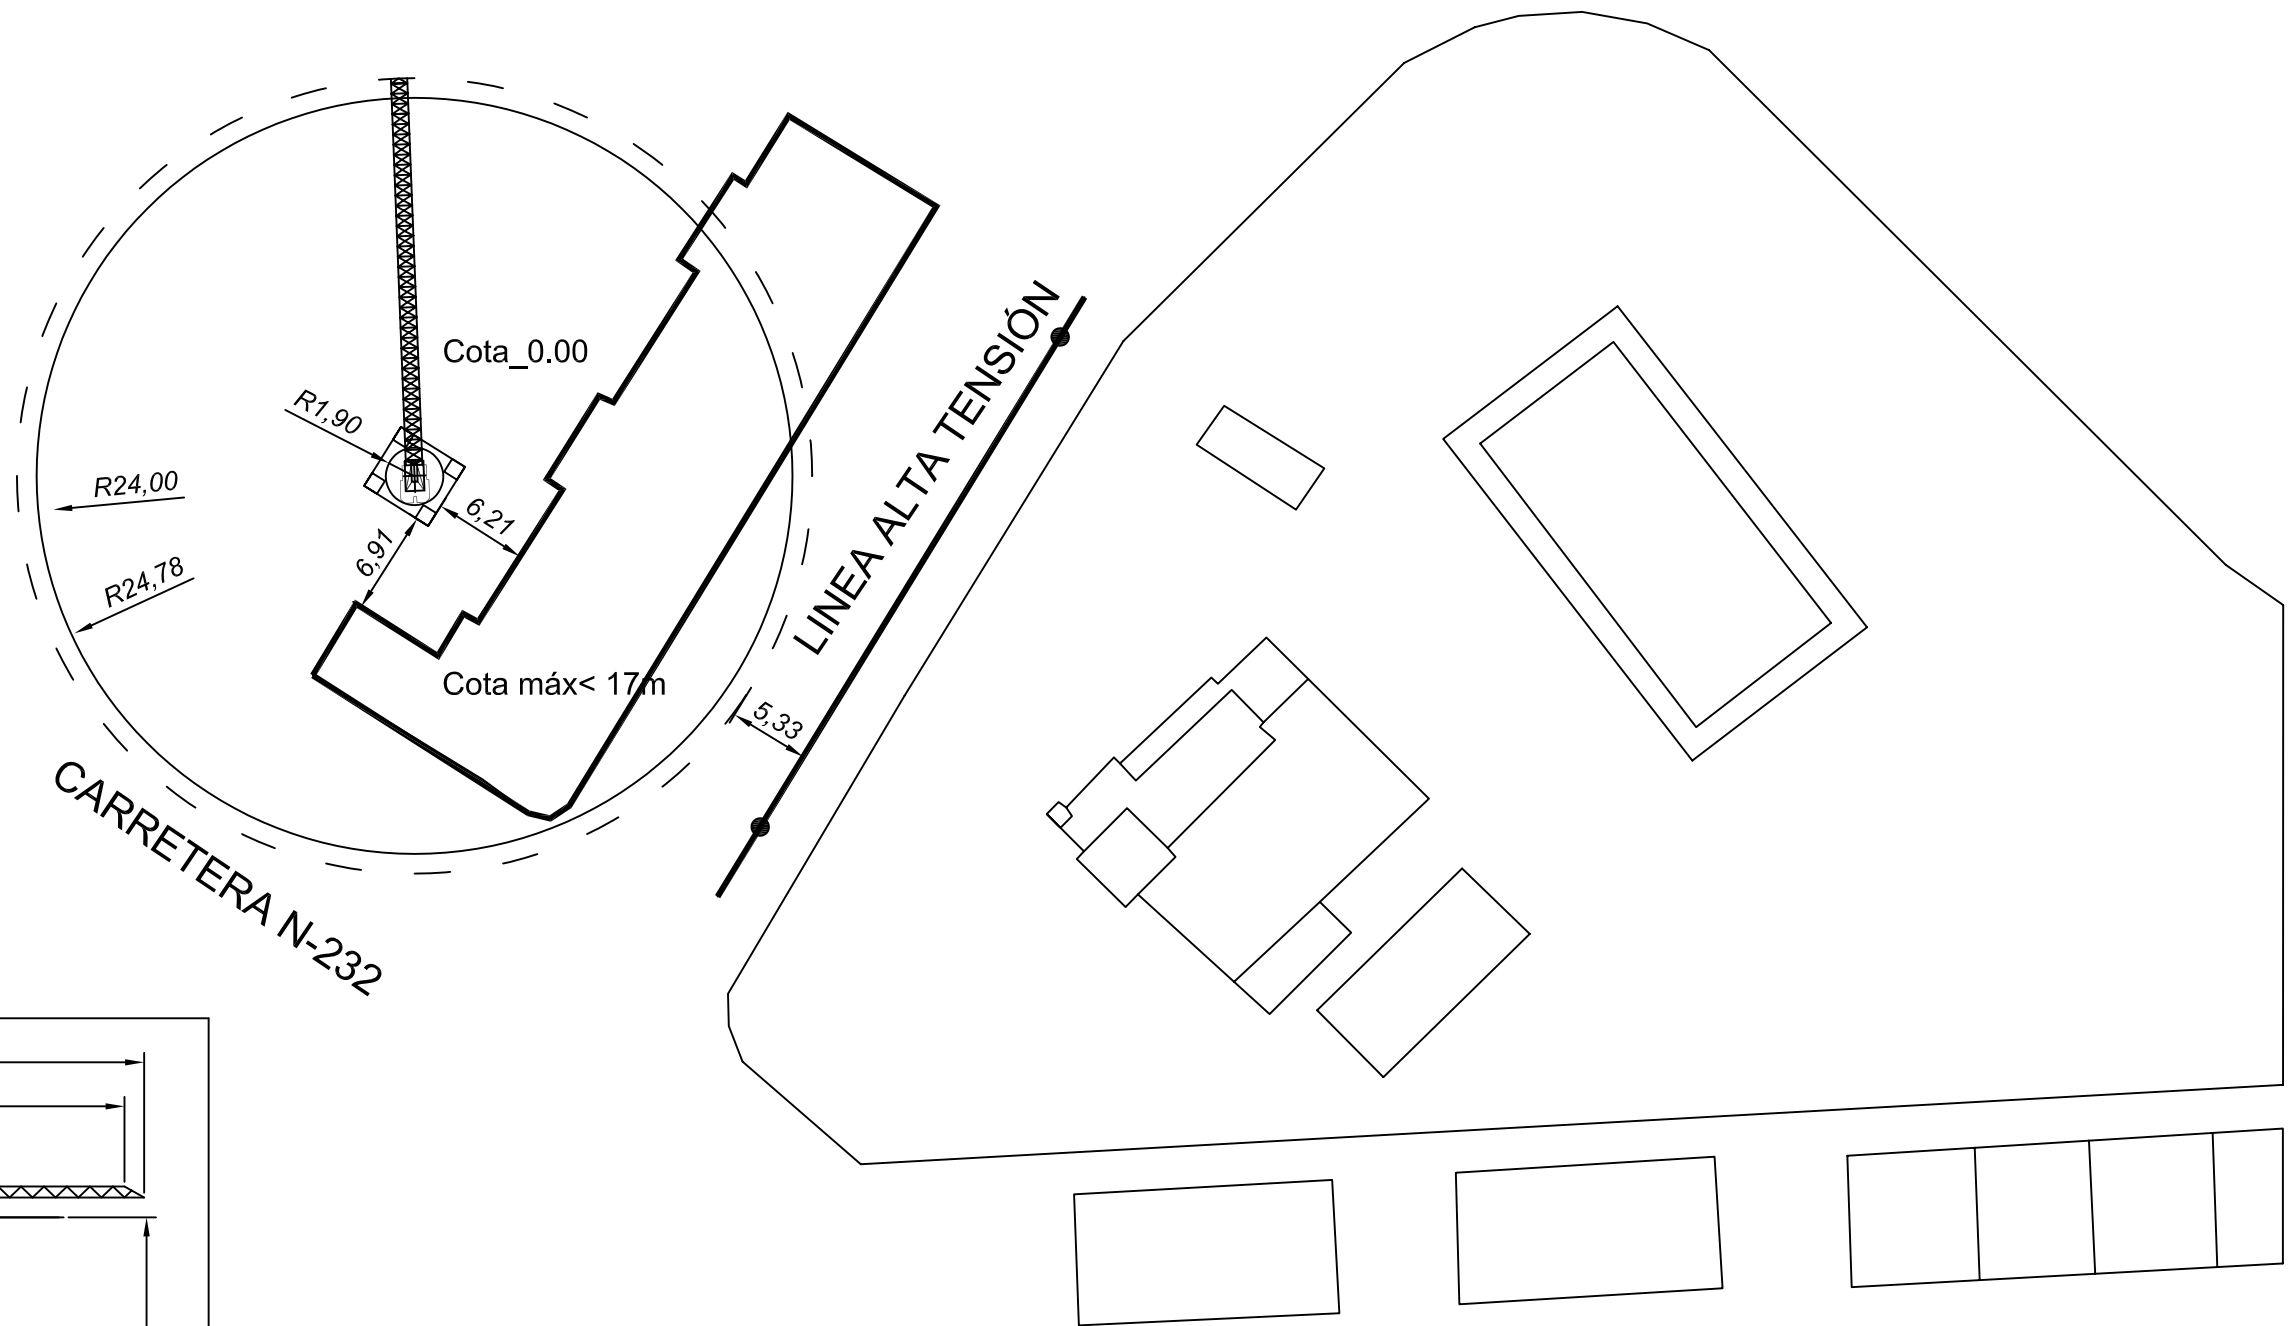 LINEA ALTA TENSIÓN
Cota_0.00
R1,90
R24,00
6,21
6,91
R24,78
Cota máx< 17m
5,33
CARRETERA N-232